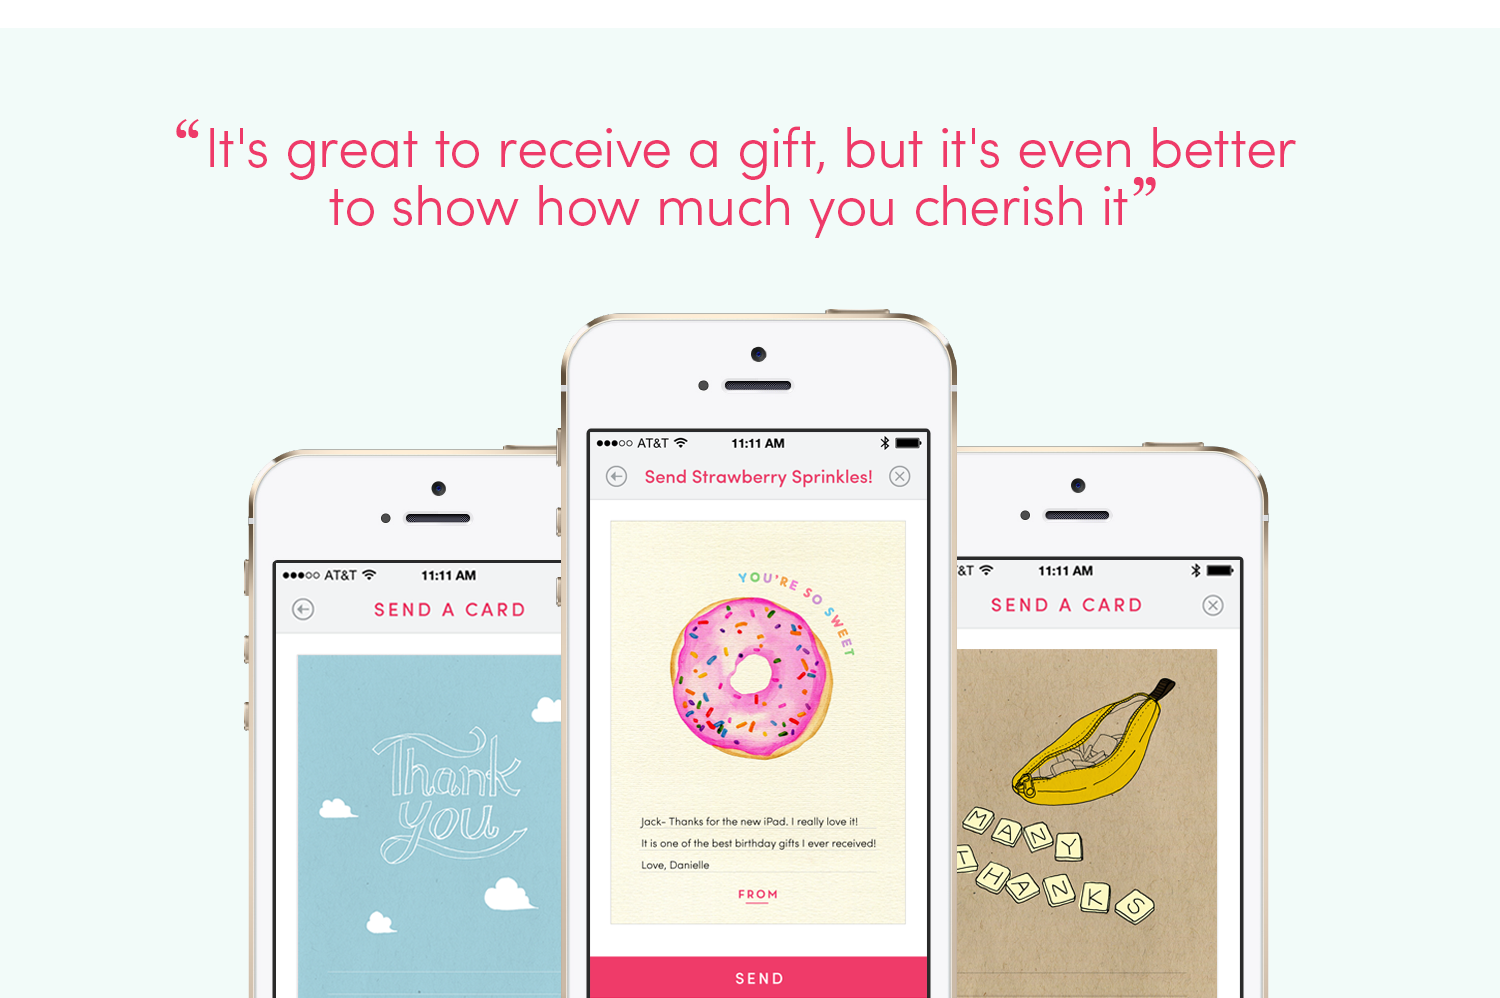 “It's great to receive a gift, but it's even better
to show how much you cherish it”
AT&T 11:11 AM
SEND A CARD
Thank
you
AT&T 11:11 AM
Send Strawberry Sprinkles!
YOU'RE SO SWEET
Jack- Thanks for the new iPad. I really love it!
It is one of the best birthday gifts I ever received!
Love, Danielle
FROM
SEND
&T 11:11 AM
SEND A CARD
MANY
THANKS